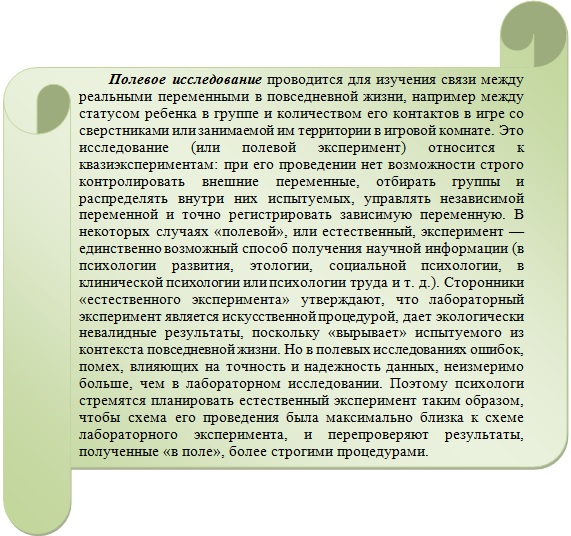 Полевое исследование проводится для изучения связи между
реальными переменными в повседневной жизни, например между
статусом ребенка в группе и количеством его контактов в игре со
сверстниками или занимаемой им территории в игровой комнате. Это
исследование (или полевой эксперимент) относится к
квазиэкспериментам: при его проведении нет возможности строго
контролировать внешние переменные, отбирать группы и
распределять внутри них испытуемых, управлять независимой
переменной и точно регистрировать зависимую переменную. В
некоторых случаях «полевой», или естественный, эксперимент —
единственно возможный способ получения научной информации (в
психологии развития, этологии, социальной психологии, в
клинической психологии или психологии труда и т. д.). Сторонники
«естественного эксперимента» утверждают, что лабораторный
эксперимент является искусственной процедурой, дает экологически
невалидные результаты, поскольку «вырывает» испытуемого из
контекста повседневной жизни. Но в полевых исследованиях ошибок,
помех, влияющих на точность и надежность данных, неизмеримо
больше, чем в лабораторном исследовании. Поэтому психологи
стремятся планировать естественный эксперимент таким образом,
чтобы схема его проведения была максимально близка к схеме
лабораторного эксперимента, и перепроверяют результаты,
полученные «в поле», более строгими процедурами.